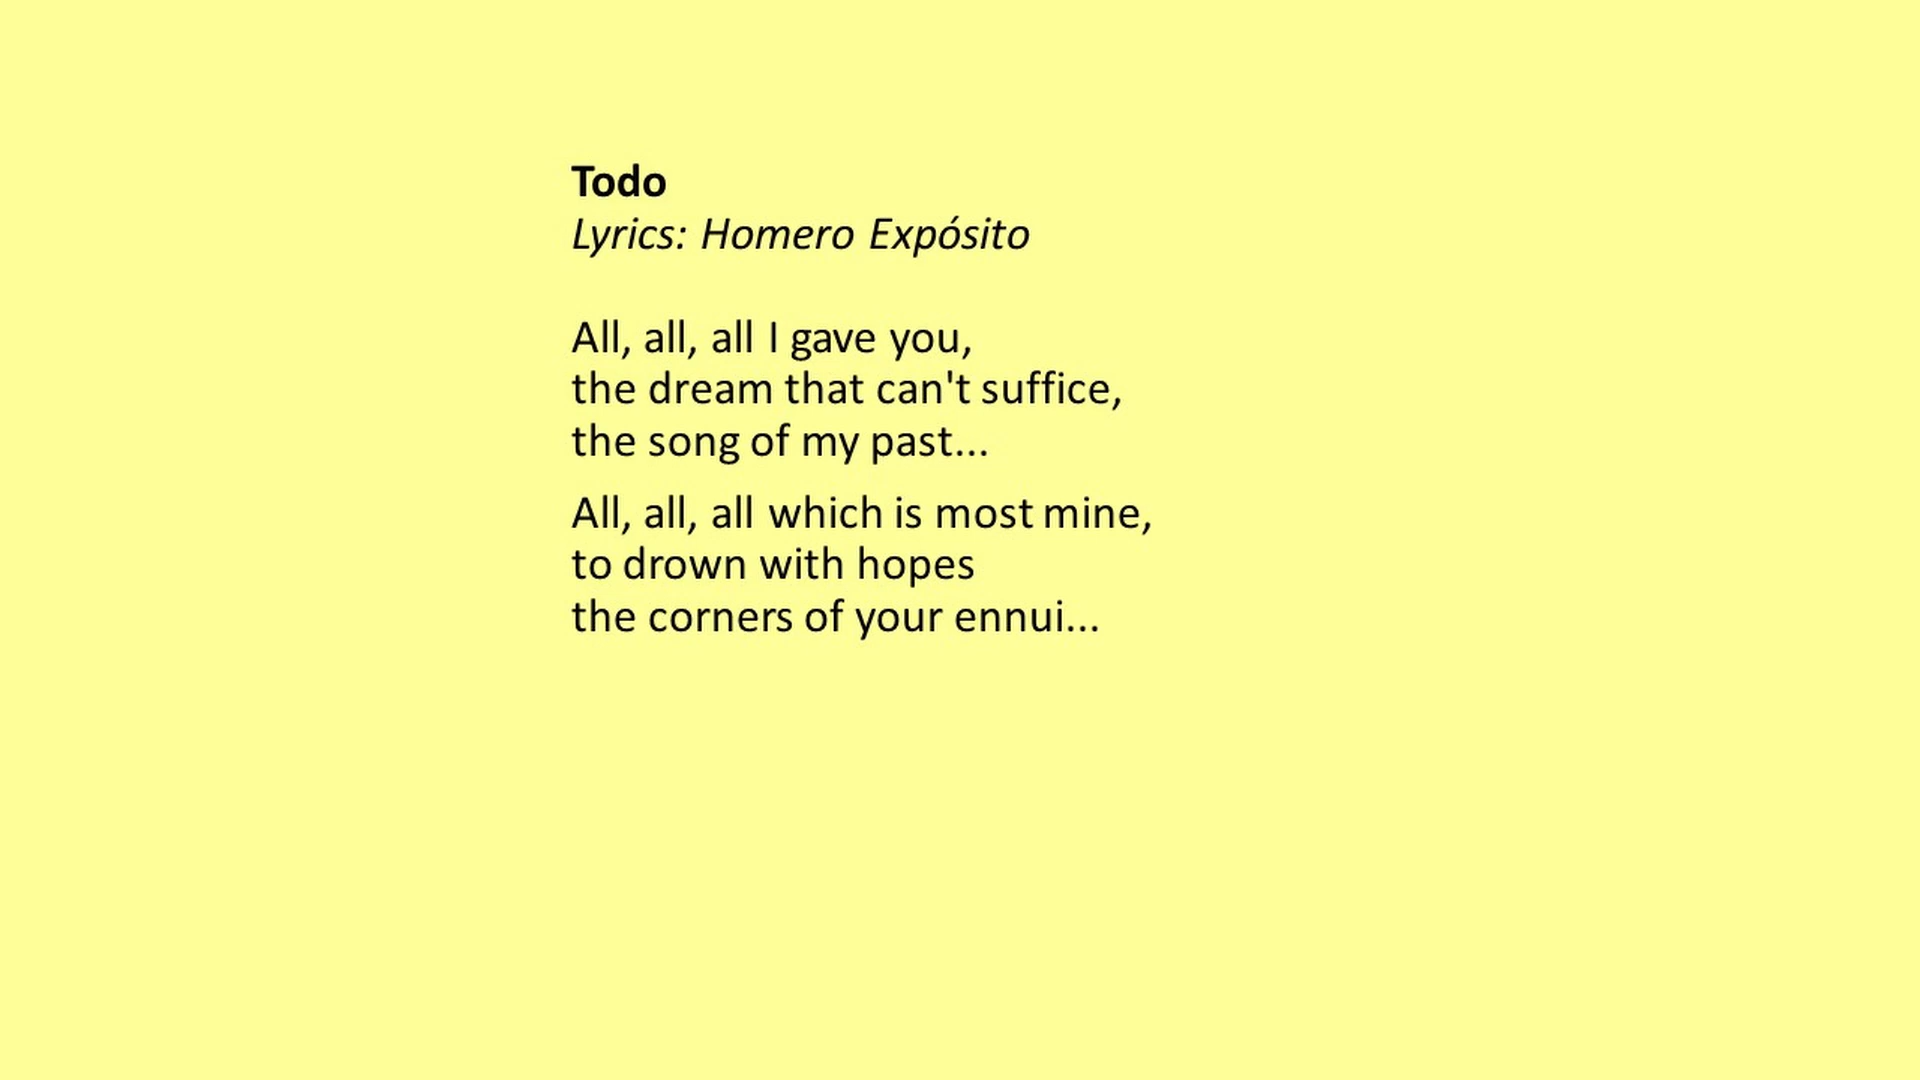 Todo
Lyrics: Homero Expósito
All, all, all I gave you,
the dream that can't suffice,
the song of my past...
All, all, all which is most mine,
to drown with hopes
the corners of your ennui...